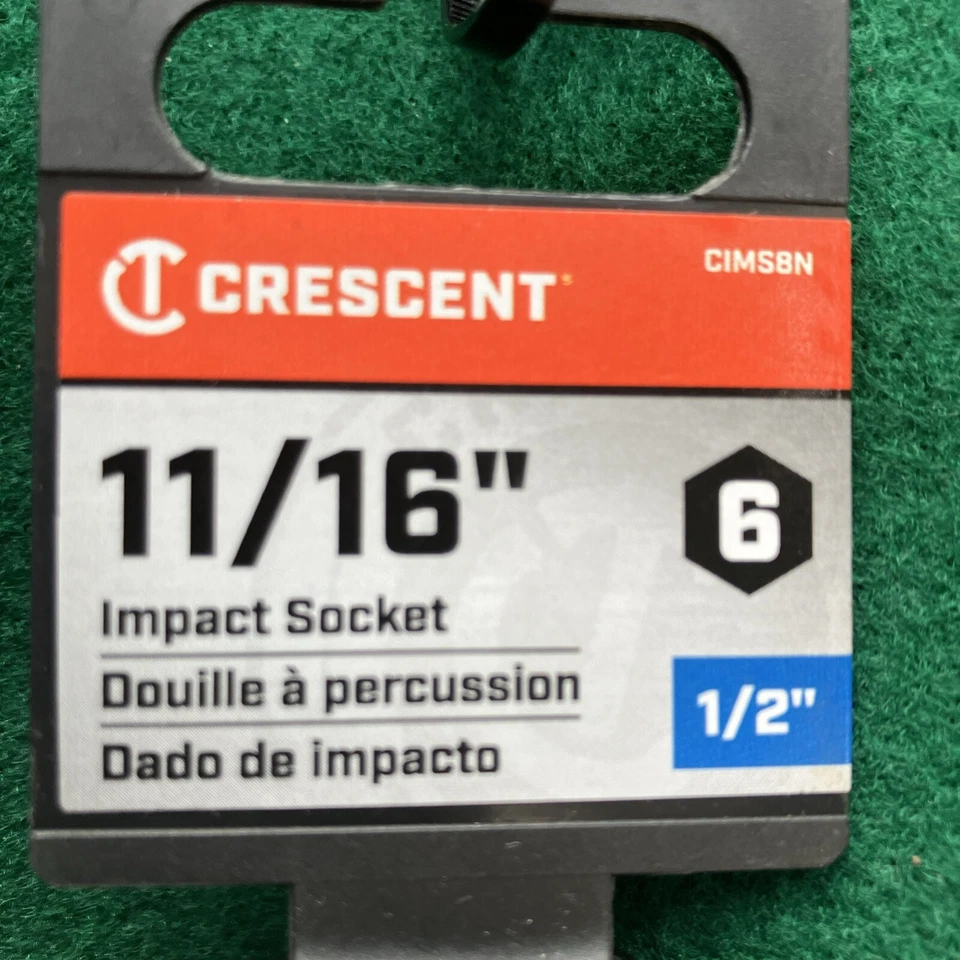 CRESCENT
CIMS8N
11/16"
6
Impact Socket
Douille à percussion
1/2"
Dado de impacto